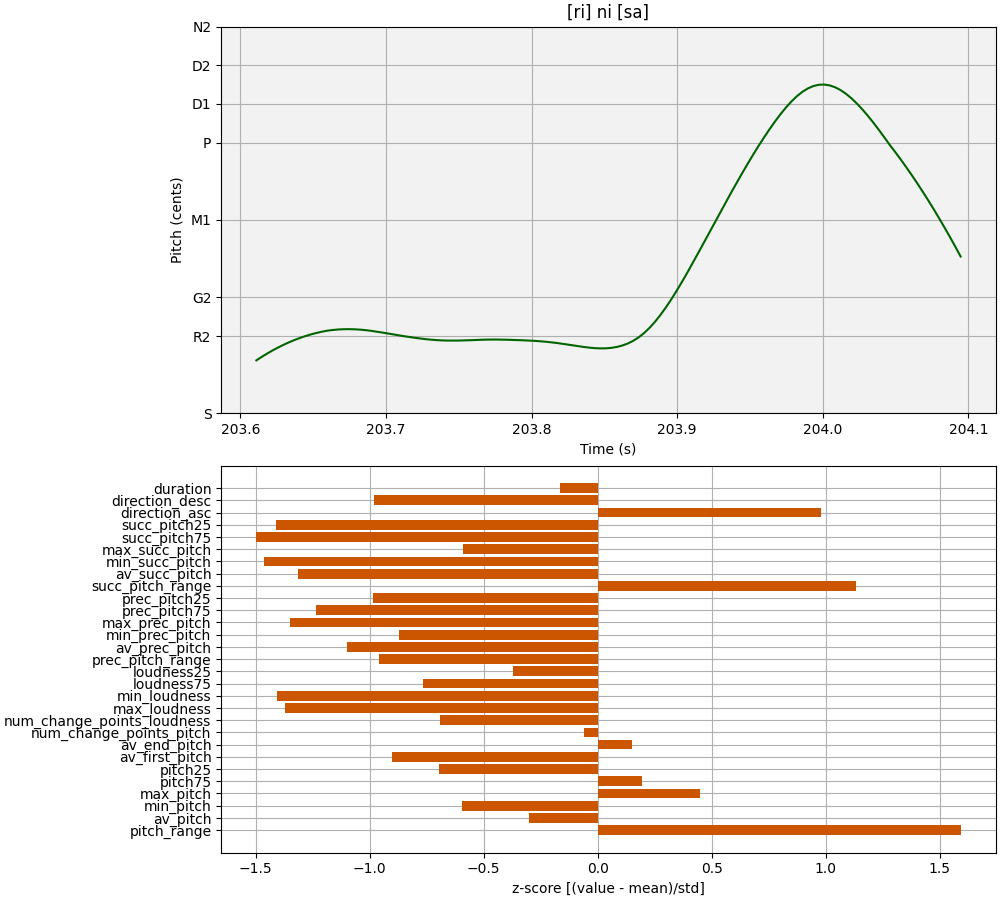 [ri] ni [sa]
N2
D2
D1
P
M1
G2
R2
S
Pitch (cents)
203.6 203.7 203.8 203.9 204.0 204.1
Time (s)
duration
direction_desc
direction_asc
succ_pitch25
succ_pitch75
max_succ_pitch
min_succ_pitch
av_succ_pitch
succ_pitch_range
prec_pitch25
prec_pitch75
max_prec_pitch
min_prec_pitch
av_prec_pitch
prec_pitch_range
loudness25
loudness75
min_loudness
max_loudness
num_change_points_loudness
num_change_points_pitch
av_end_pitch
av_first_pitch
pitch25
pitch75
max_pitch
min_pitch
av_pitch
pitch_range
−1.5 −1.0 −0.5 0.0 0.5 1.0 1.5
z-score [(value - mean)/std]